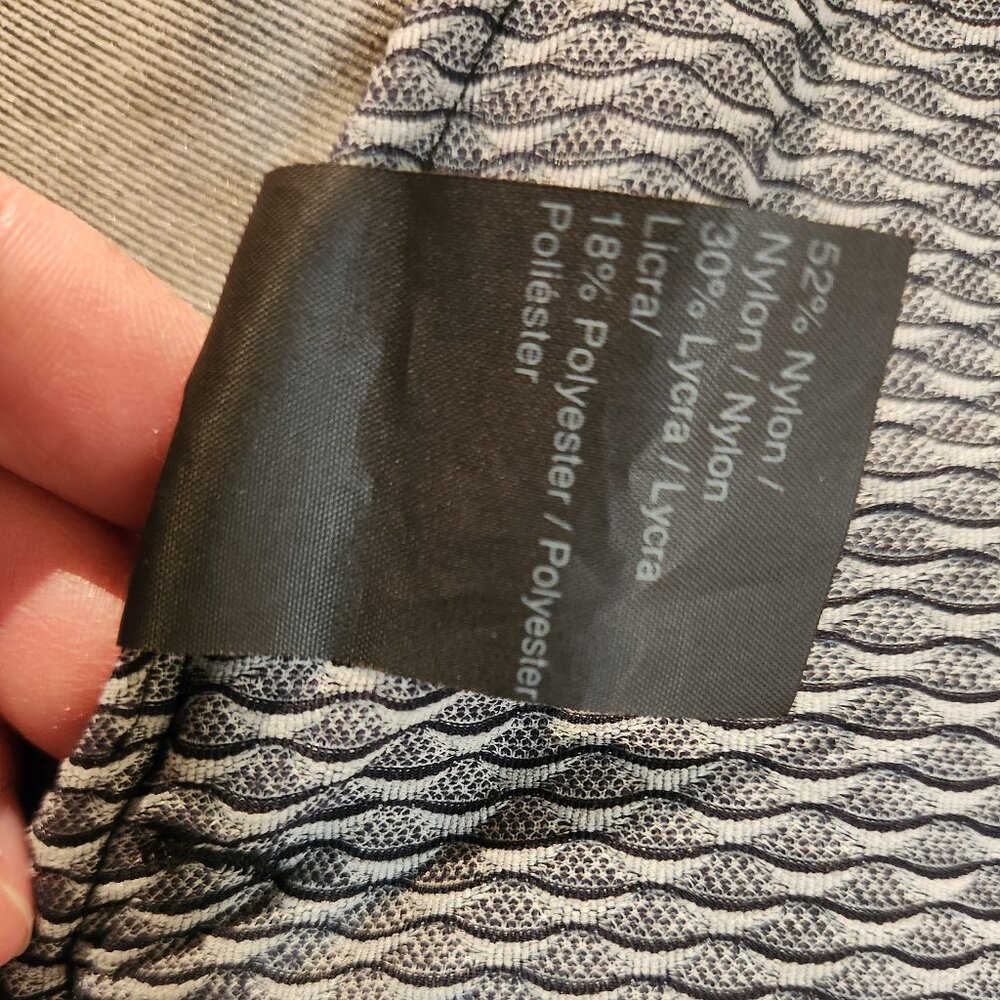 52% Nylon /
Nylon / Nylon
30% Lycra / Lycra
Licra/
18% Polyester / Polyester
Poliéster